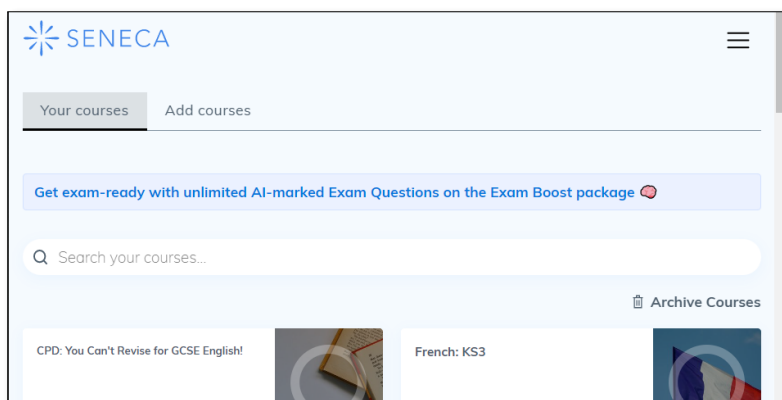 SENECA
Your courses
Add courses
Get exam-ready with unlimited AI-marked Exam Questions on the Exam Boost package 🧠
Search your courses...
Archive Courses
CPD: You Can't Revise for GCSE English!
French: KS3